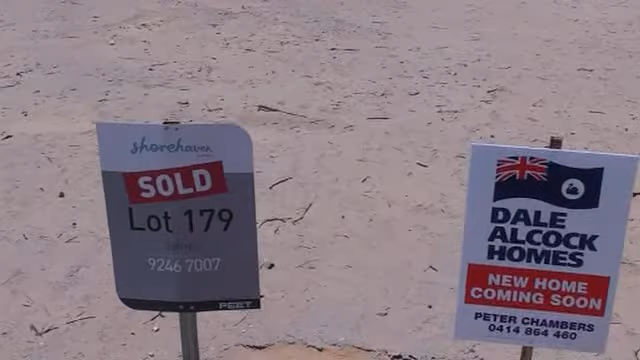 shorehaven
SOLD
Lot 179
9246 7007
PEET
DALE
ALCOCK
HOMES
NEW HOME
COMING SOON
PETER CHAMBERS
0414 864 460